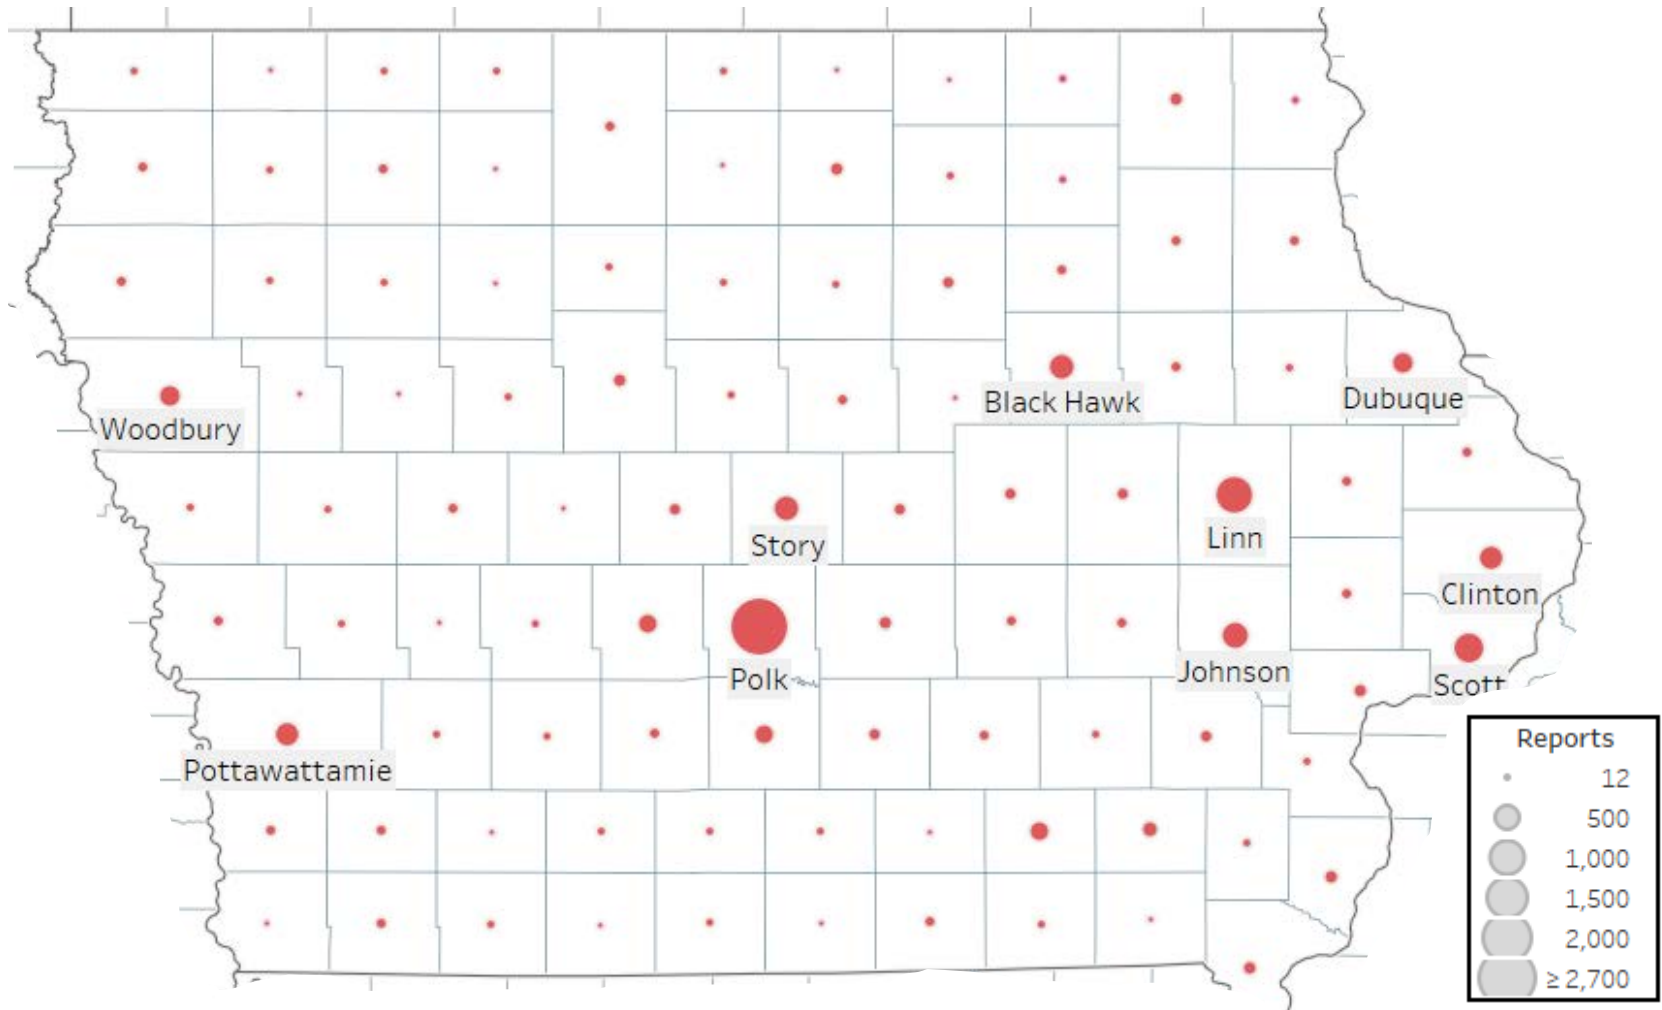 Woodbury
Black Hawk
Dubuque
Story
Linn
Clinton
Polk
Johnson
Scott
Pottawattamie
Reports
12
500
1,000
1,500
2,000
≥ 2,700